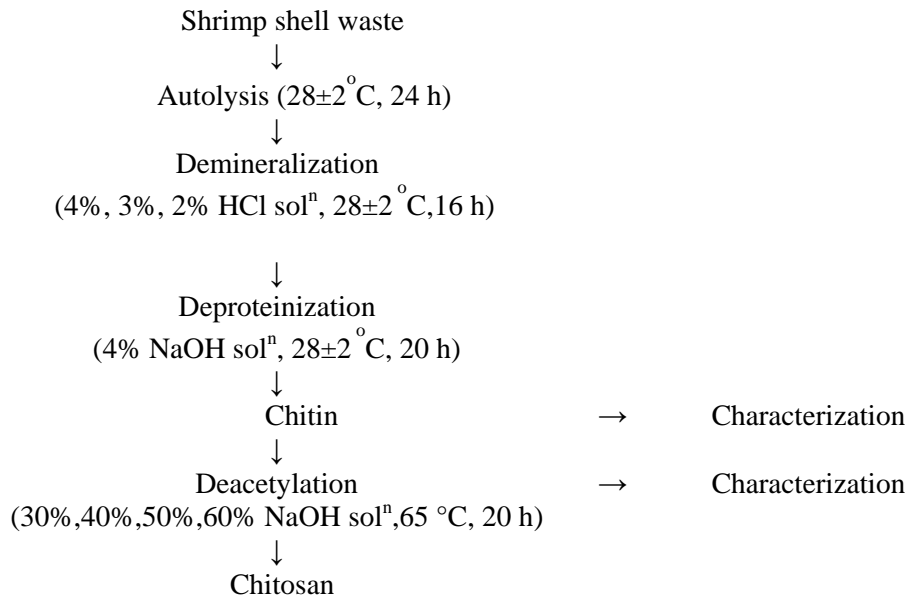 Shrimp shell waste
↓
Autolysis (28±2°C, 24 h)
↓
Demineralization
(4%, 3%, 2% HCl solⁿ, 28±2 °C,16 h)
↓
Deproteinization
(4% NaOH solⁿ, 28±2 °C, 20 h)
↓
Chitin → Characterization
↓
Deacetylation → Characterization
(30%,40%,50%,60% NaOH solⁿ,65 °C, 20 h)
↓
Chitosan